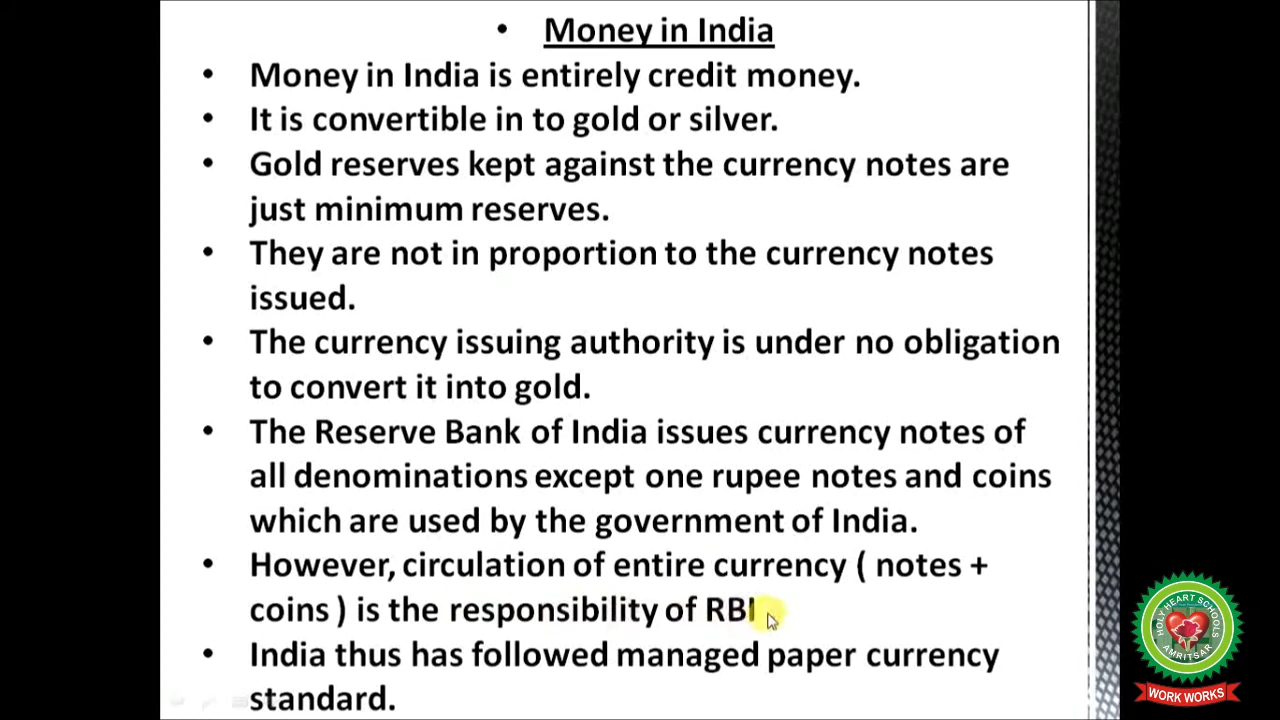 • Money in India
• Money in India is entirely credit money.
• It is convertible in to gold or silver.
• Gold reserves kept against the currency notes are
just minimum reserves.
• They are not in proportion to the currency notes
issued.
• The currency issuing authority is under no obligation
to convert it into gold.
• The Reserve Bank of India issues currency notes of
all denominations except one rupee notes and coins
which are used by the government of India.
• However, circulation of entire currency ( notes +
coins ) is the responsibility of RBI
• India thus has followed managed paper currency
standard.
HOLY HEART SCHOOLS
AMRITSAR
WORK WORKS